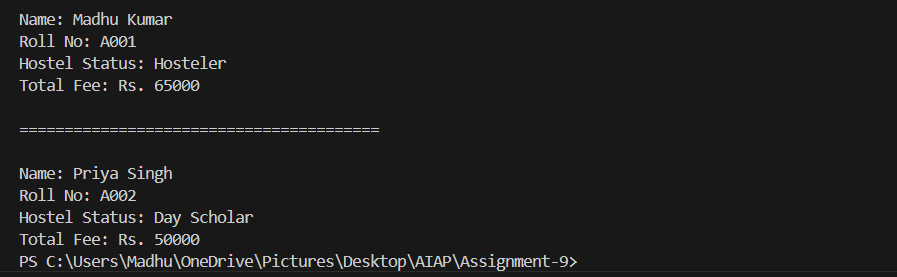 Name: Madhu Kumar
Roll No: A001
Hostel Status: Hosteler
Total Fee: Rs. 65000
========================================
Name: Priya Singh
Roll No: A002
Hostel Status: Day Scholar
Total Fee: Rs. 50000
PS C:\Users\Madhu\OneDrive\Pictures\Desktop\AIAP\Assignment-9>